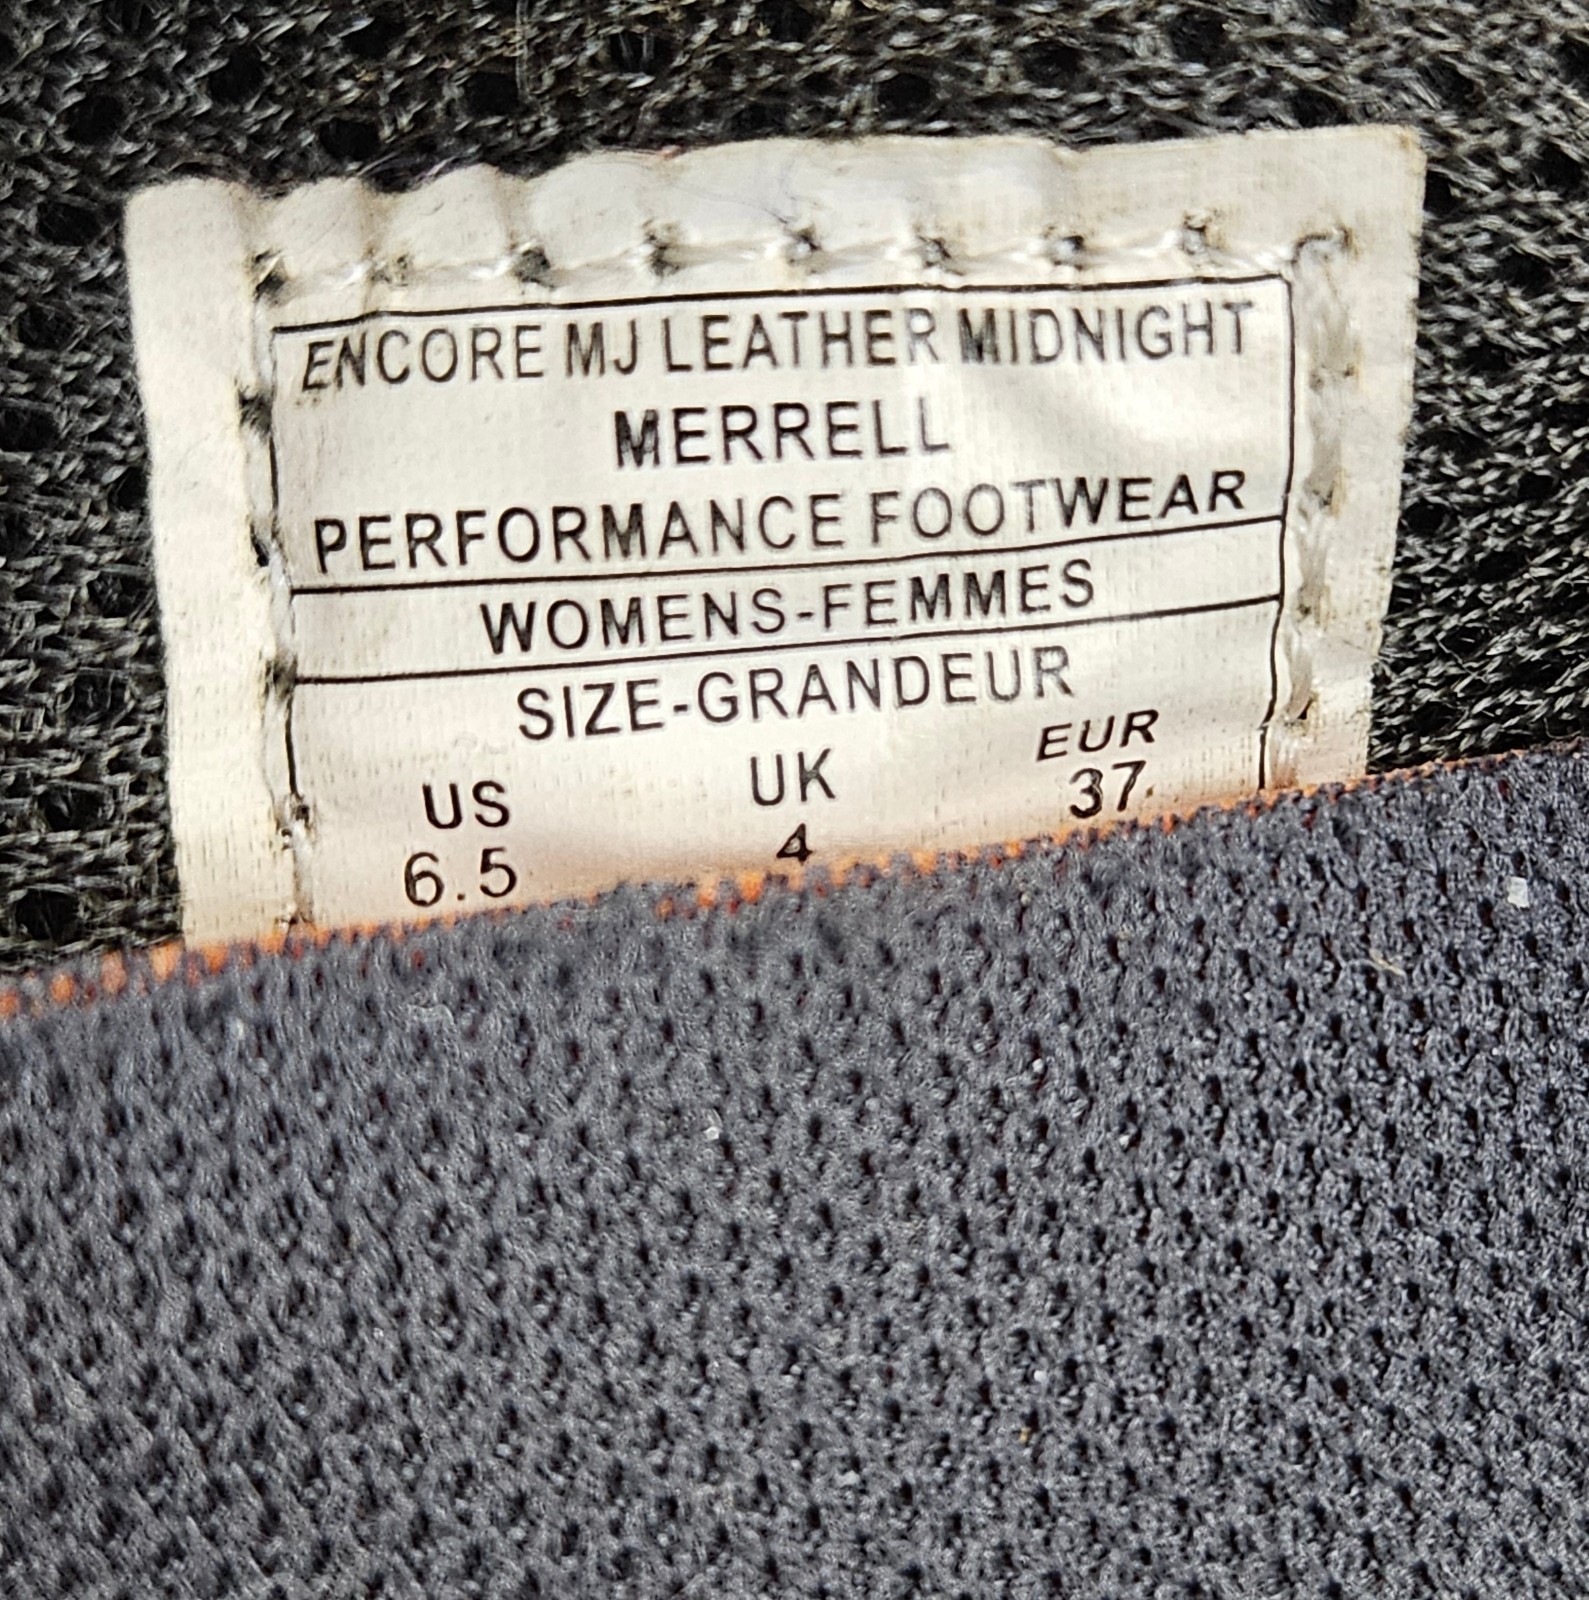 ENCORE MJ LEATHER MIDNIGHT
MERRELL
PERFORMANCE FOOTWEAR
WOMENS-FEMMES
SIZE-GRANDEUR
US UK EUR
6.5 4 37